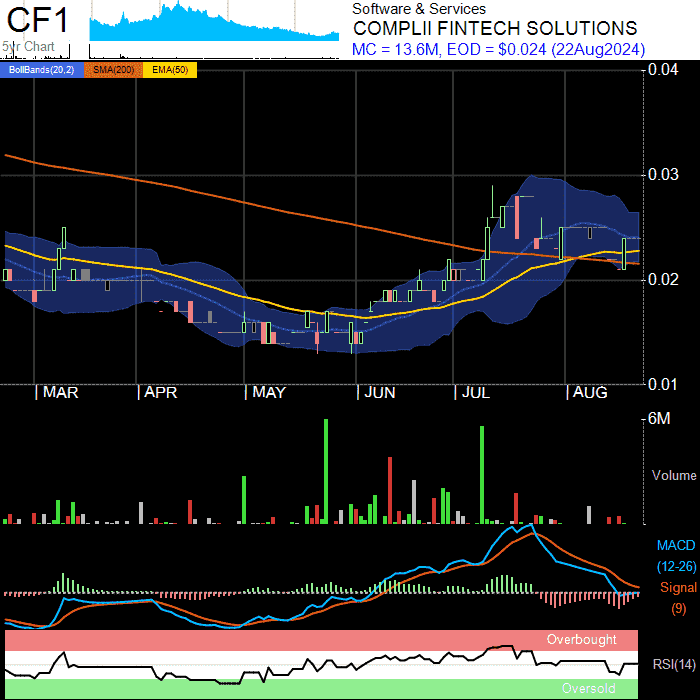 CF1
5yr Chart
Software & Services
COMPLII FINTECH SOLUTIONS
MC = 13.6M, EOD = $0.024 (22Aug2024)
BollBands(20,2) SMA(200) EMA(50)
0.04
0.03
0.02
0.01
| MAR | APR | MAY | JUN | JUL | AUG
6M
Volume
MACD
(12-26)
Signal
(9)
Overbought
RSI(14)
Oversold